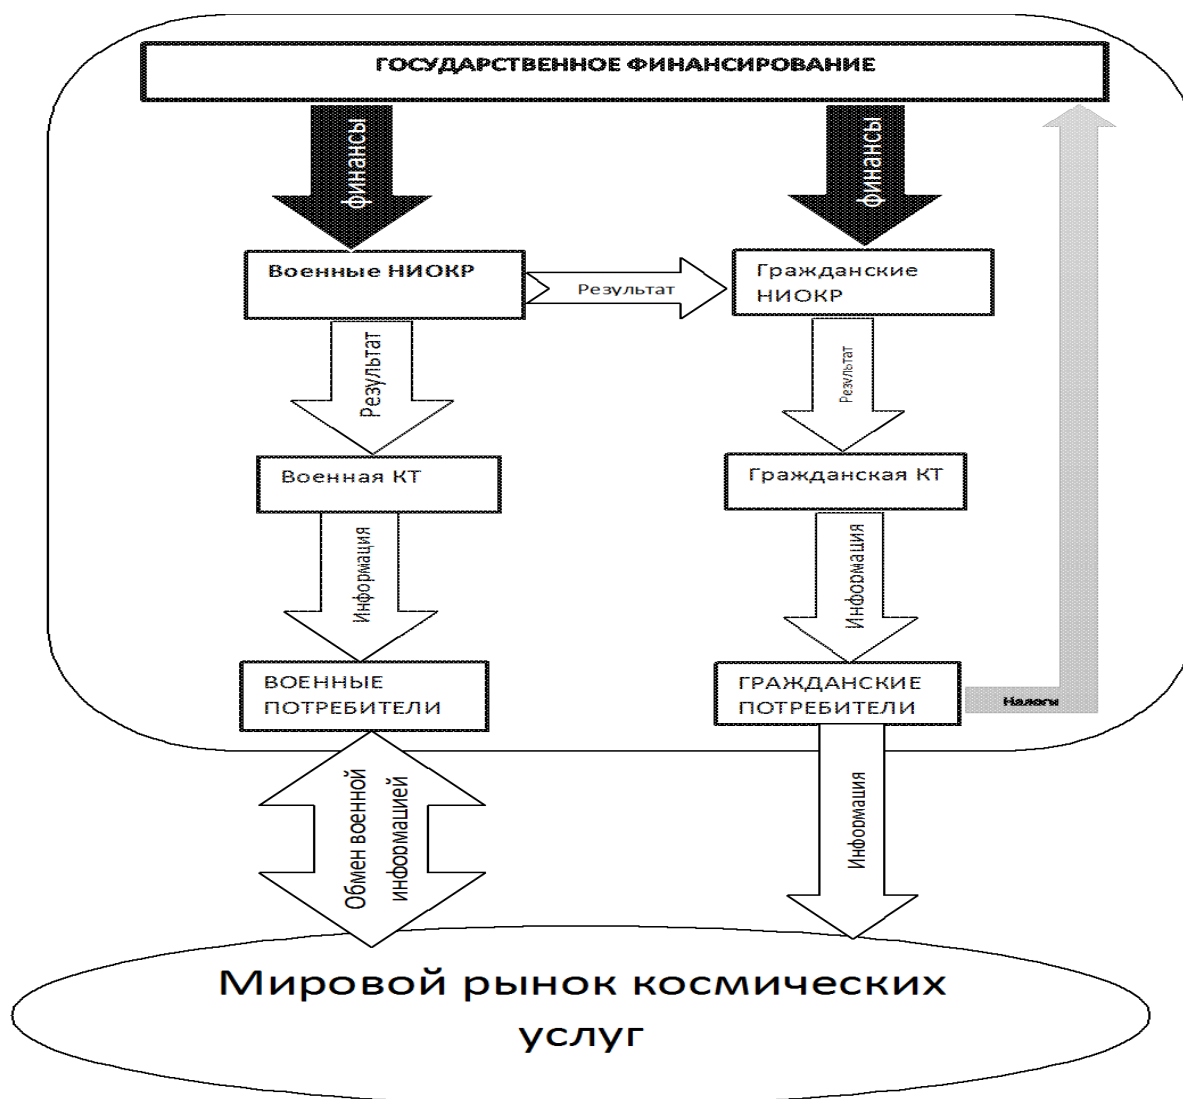 ГОСУДАРСТВЕННОЕ ФИНАНСИРОВАНИЕ
финансы
финансы
Военные НИОКР
Результат
Гражданские
НИОКР
Результат
Результат
Военная КТ
Гражданская КТ
Информация
Информация
ВОЕННЫЕ
ПОТРЕБИТЕЛИ
ГРАЖДАНСКИЕ
ПОТРЕБИТЕЛИ
Налоги
Обмен военной
информацией
Информация
Мировой рынок космических
услуг